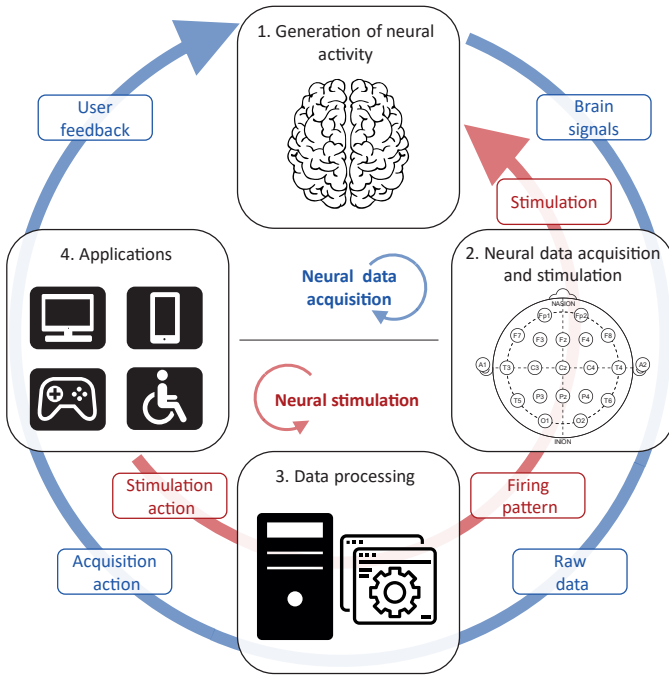 1. Generation of neural
activity
User
feedback
Brain
signals
Stimulation
4. Applications
2. Neural data acquisition
and stimulation
Neural data
acquisition
Neural stimulation
NASION
Fp1 Fp2
F7 F3 Fz F4 F8
A1 T3 C3 Cz C4 T4 A2
T5 P3 Pz P4 T6
O1 O2
INION
Stimulation
action
3. Data processing
Firing
pattern
Acquisition
action
Raw
data